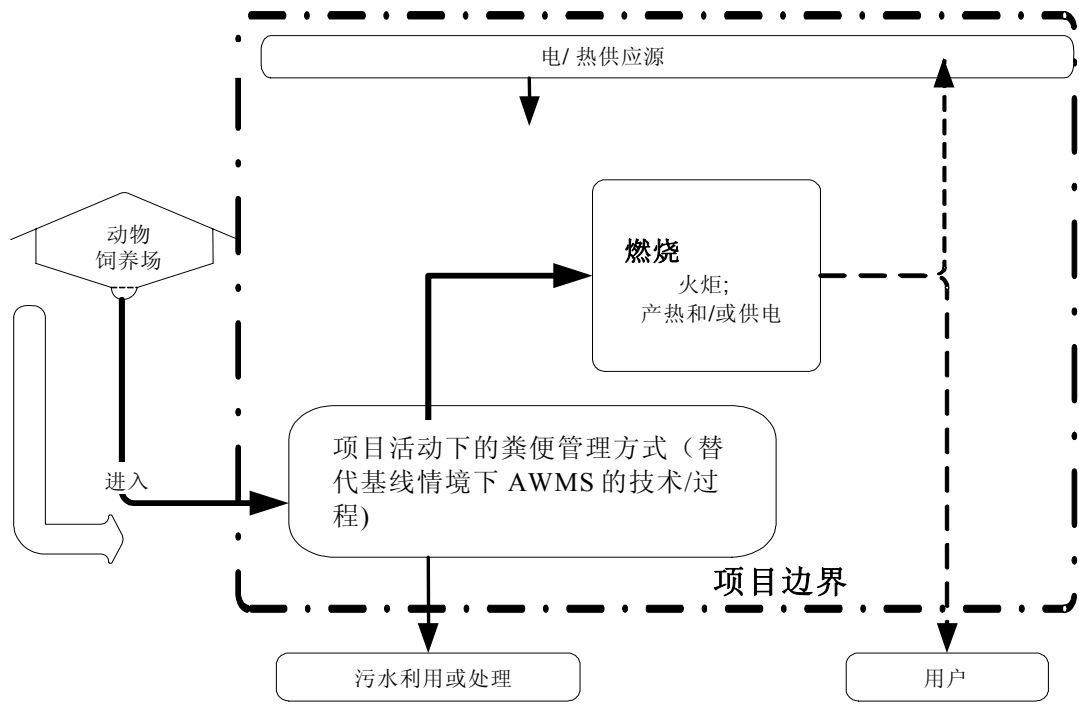 电/ 热供应源
动物
饲养场
燃烧
火炬;
产热和/或供电
进入
项目活动下的粪便管理方式（替
代基线情境下 AWMS 的技术/过
程)
项目边界
污水利用或处理
用户